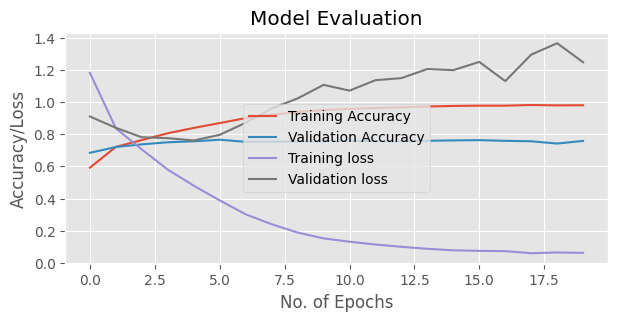 Model Evaluation
Accuracy/Loss
1.4
1.2
1.0
0.8
0.6
0.4
0.2
0.0
Training Accuracy
Validation Accuracy
Training loss
Validation loss
0.0 2.5 5.0 7.5 10.0 12.5 15.0 17.5
No. of Epochs